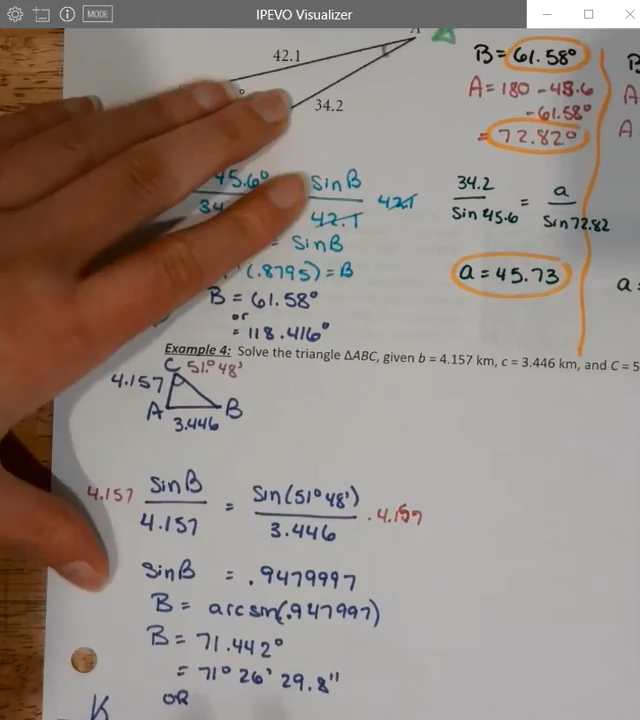 MODE
IPEVO Visualizer
42.1
34.2
B = 61.58°
A = 180 - 45.6
- 61.58°
= 72.82°
45.6°
sin B
34
42.1
42.1
= sin B
(.8795) = B
B = 61.58°
or
= 118.416°
34.2
Sin 45.6
=
a
Sin 72.82
a = 45.73
B
A
A
a =
Example 4: Solve the triangle ΔABC, given b = 4.157 km, c = 3.446 km, and C = 5
C 51° 48'
4.157
A B
3.446
4.157 sin B = Sin(51° 48') . 4.157
4.157 3.446
sin B = .9479997
B = arcsin(.947997)
B = 71.442°
= 71° 26' 29.8"
OR